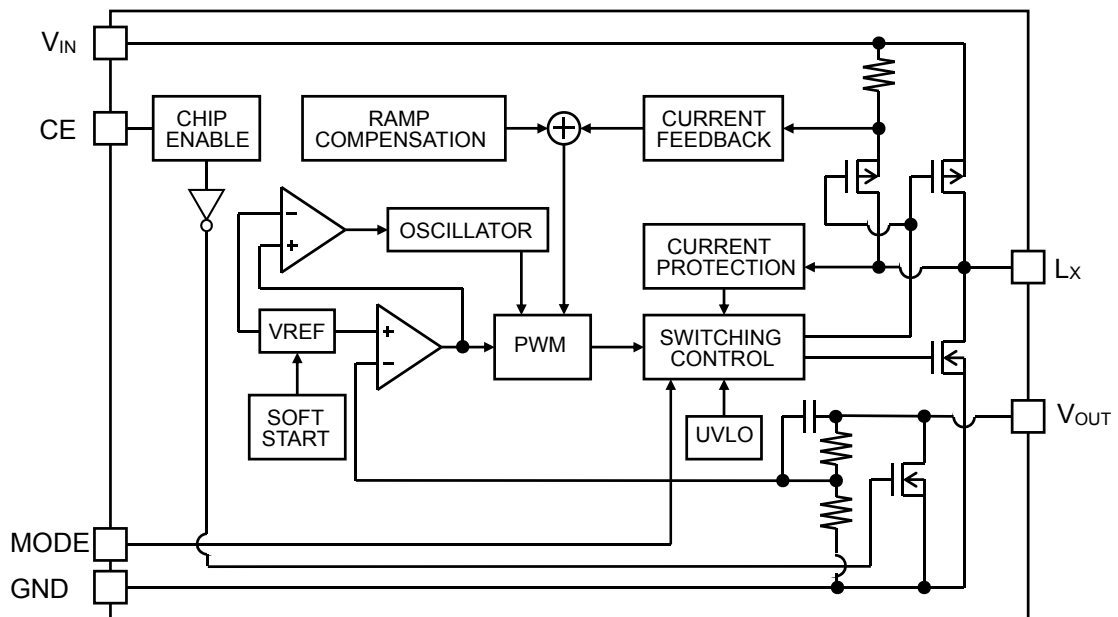 VIN
CE
CHIP
ENABLE
RAMP
COMPENSATION
+
CURRENT
FEEDBACK
-
+
OSCILLATOR
CURRENT
PROTECTION
LX
VREF
+
-
PWM
SWITCHING
CONTROL
SOFT
START
UVLO
VOUT
MODE
GND